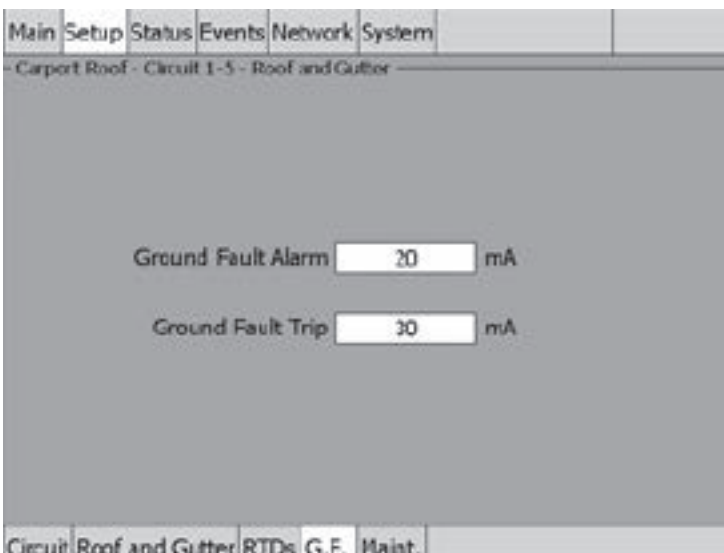 Main Setup Status Events Network System
Carport Roof - Circuit 1-5 - Roof and Gutter
Ground Fault Alarm 20 mA
Ground Fault Trip 30 mA
Circuit Roof and Gutter RTDs G.F. Maint.